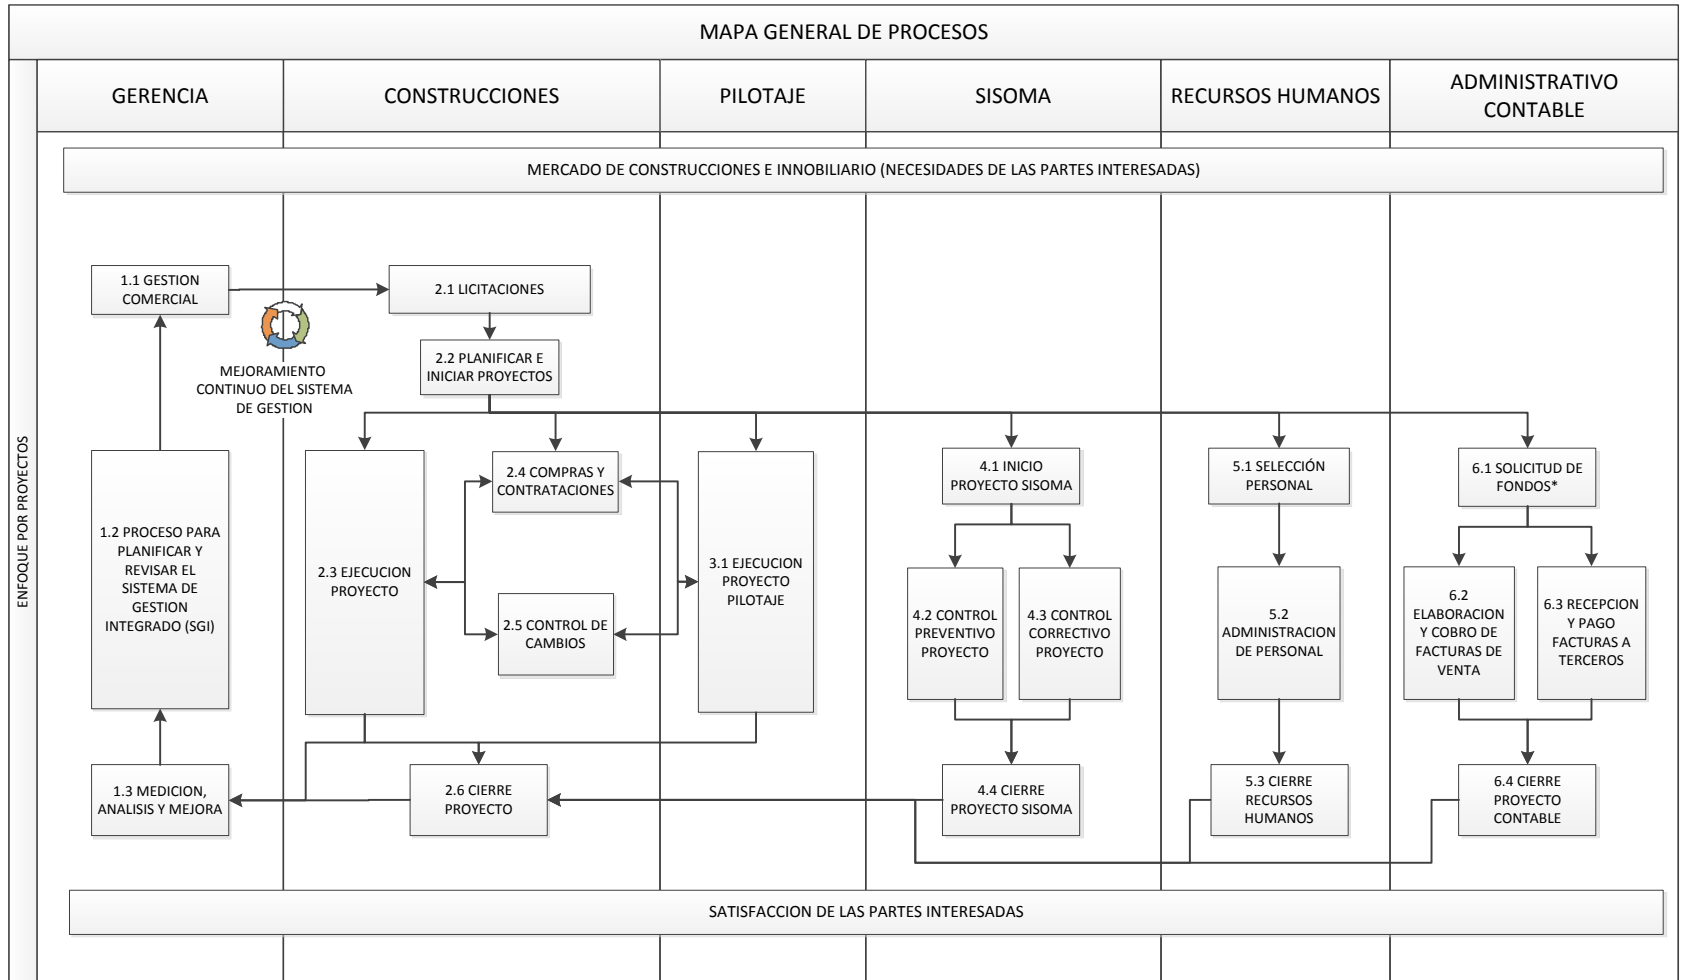 MAPA GENERAL DE PROCESOS
ENFOQUE POR PROYECTOS
GERENCIA
CONSTRUCCIONES
PILOTAJE
SISOMA
RECURSOS HUMANOS
ADMINISTRATIVO
CONTABLE
MERCADO DE CONSTRUCCIONES E INNOBILIARIO (NECESIDADES DE LAS PARTES INTERESADAS)
1.1 GESTION
COMERCIAL
2.1 LICITACIONES
MEJORAMIENTO
CONTINUO DEL SISTEMA
DE GESTION
2.2 PLANIFICAR E
INICIAR PROYECTOS
1.2 PROCESO PARA
PLANIFICAR Y
REVISAR EL
SISTEMA DE
GESTION
INTEGRADO (SGI)
2.3 EJECUCION
PROYECTO
2.4 COMPRAS Y
CONTRATACIONES
2.5 CONTROL DE
CAMBIOS
3.1 EJECUCION
PROYECTO
PILOTAJE
4.1 INICIO
PROYECTO SISOMA
4.2 CONTROL
PREVENTIVO
PROYECTO
4.3 CONTROL
CORRECTIVO
PROYECTO
5.1 SELECCIÓN
PERSONAL
5.2
ADMINISTRACION
DE PERSONAL
6.1 SOLICITUD DE
FONDOS*
6.2
ELABORACION
Y COBRO DE
FACTURAS DE
VENTA
6.3 RECEPCION
Y PAGO
FACTURAS A
TERCEROS
1.3 MEDICION,
ANALISIS Y MEJORA
2.6 CIERRE
PROYECTO
4.4 CIERRE
PROYECTO SISOMA
5.3 CIERRE
RECURSOS
HUMANOS
6.4 CIERRE
PROYECTO
CONTABLE
SATISFACCION DE LAS PARTES INTERESADAS